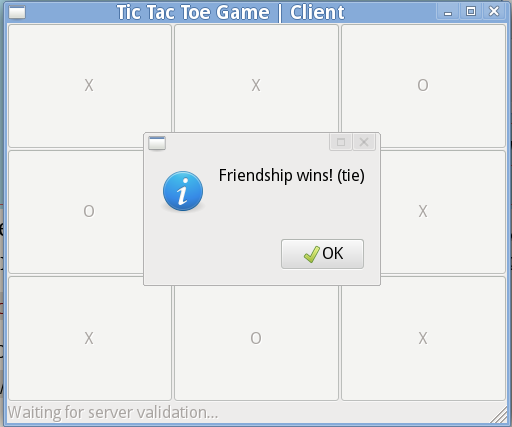 Tic Tac Toe Game | Client
X X O
Friendship wins! (tie)
O X
OK
X O X
Waiting for server validation...